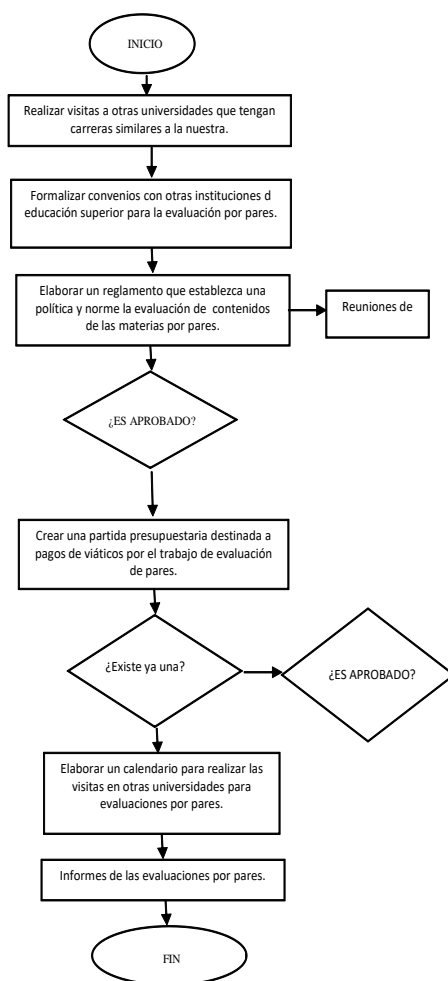 INICIO
Realizar visitas a otras universidades que tengan
carreras similares a la nuestra.
Formalizar convenios con otras instituciones d
educación superior para la evaluación por pares.
Elaborar un reglamento que establezca una
política y norme la evaluación de contenidos
de las materias por pares.
Reuniones de
¿ES APROBADO?
Crear una partida presupuestaria destinada a
pagos de viáticos por el trabajo de evaluación
de pares.
¿Existe ya una?
¿ES APROBADO?
Elaborar un calendario para realizar las
visitas en otras universidades para
evaluaciones por pares.
Informes de las evaluaciones por pares.
FIN